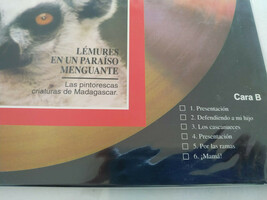 LÉMURES
EN UN PARAÍSO
MENGUANTE
Las pintorescas
criaturas de Madagascar.
Cara B
1. Presentación
2. Defendiendo a mi hijo
3. Los cascanueces
4. Presentación
5. Por las ramas
6. ¡Mamá!